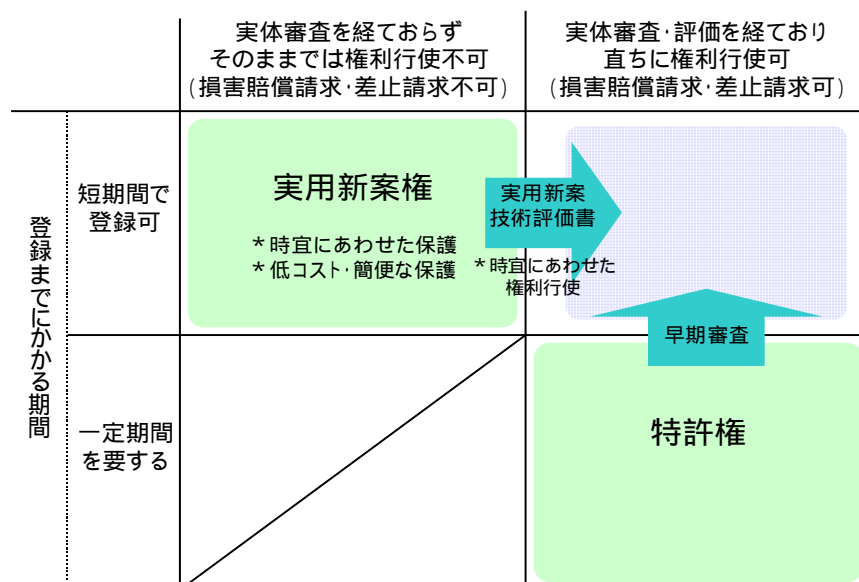 実体審査を経ておらず
そのままでは権利行使不可
(損害賠償請求・差止請求不可)
実体審査・評価を経ており
直ちに権利行使可
(損害賠償請求・差止請求可)
登録までにかかる期間
短期間で
登録可
実用新案権
*時宜にあわせた保護
*低コスト・簡便な保護
実用新案
技術評価書
*時宜にあわせた
権利行使
早期審査
一定期間
を要する
特許権